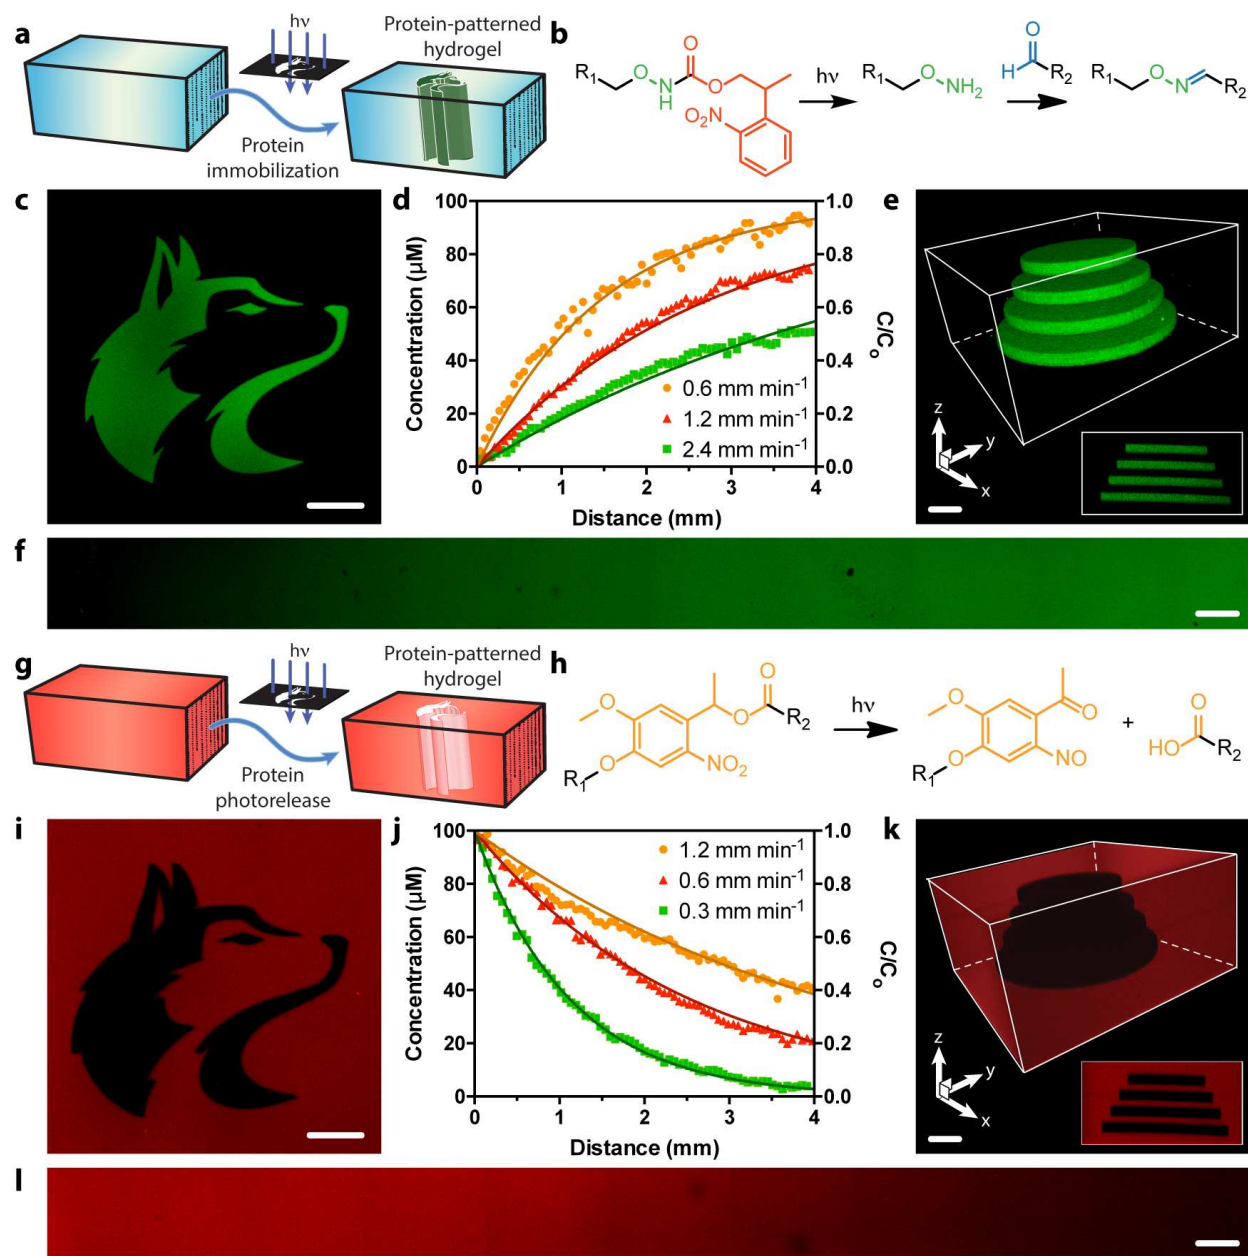 a
hν
Protein-patterned
hydrogel
Protein
immobilization
b
R₁
O
N
H
O
O
O₂N
hν
R₁
O
NH₂
O
H
R₂
R₁
O
N
R₂
c
d
100
80
60
40
20
0
Concentration (µM)
1.0
0.8
0.6
0.4
0.2
0.0
C/Cₒ
0.6 mm min⁻¹
1.2 mm min⁻¹
2.4 mm min⁻¹
0 1 2 3 4
Distance (mm)
e
z
y
x
f
g
hν
Protein-patterned
hydrogel
Protein
photorelease
h
O
O
R₁
O
O
R₂
NO₂
hν
O
O
R₁
O
NO
+
O
HO
R₂
i
j
100
80
60
40
20
0
Concentration (µM)
1.0
0.8
0.6
0.4
0.2
0.0
C/Cₒ
1.2 mm min⁻¹
0.6 mm min⁻¹
0.3 mm min⁻¹
0 1 2 3 4
Distance (mm)
k
z
y
x
l